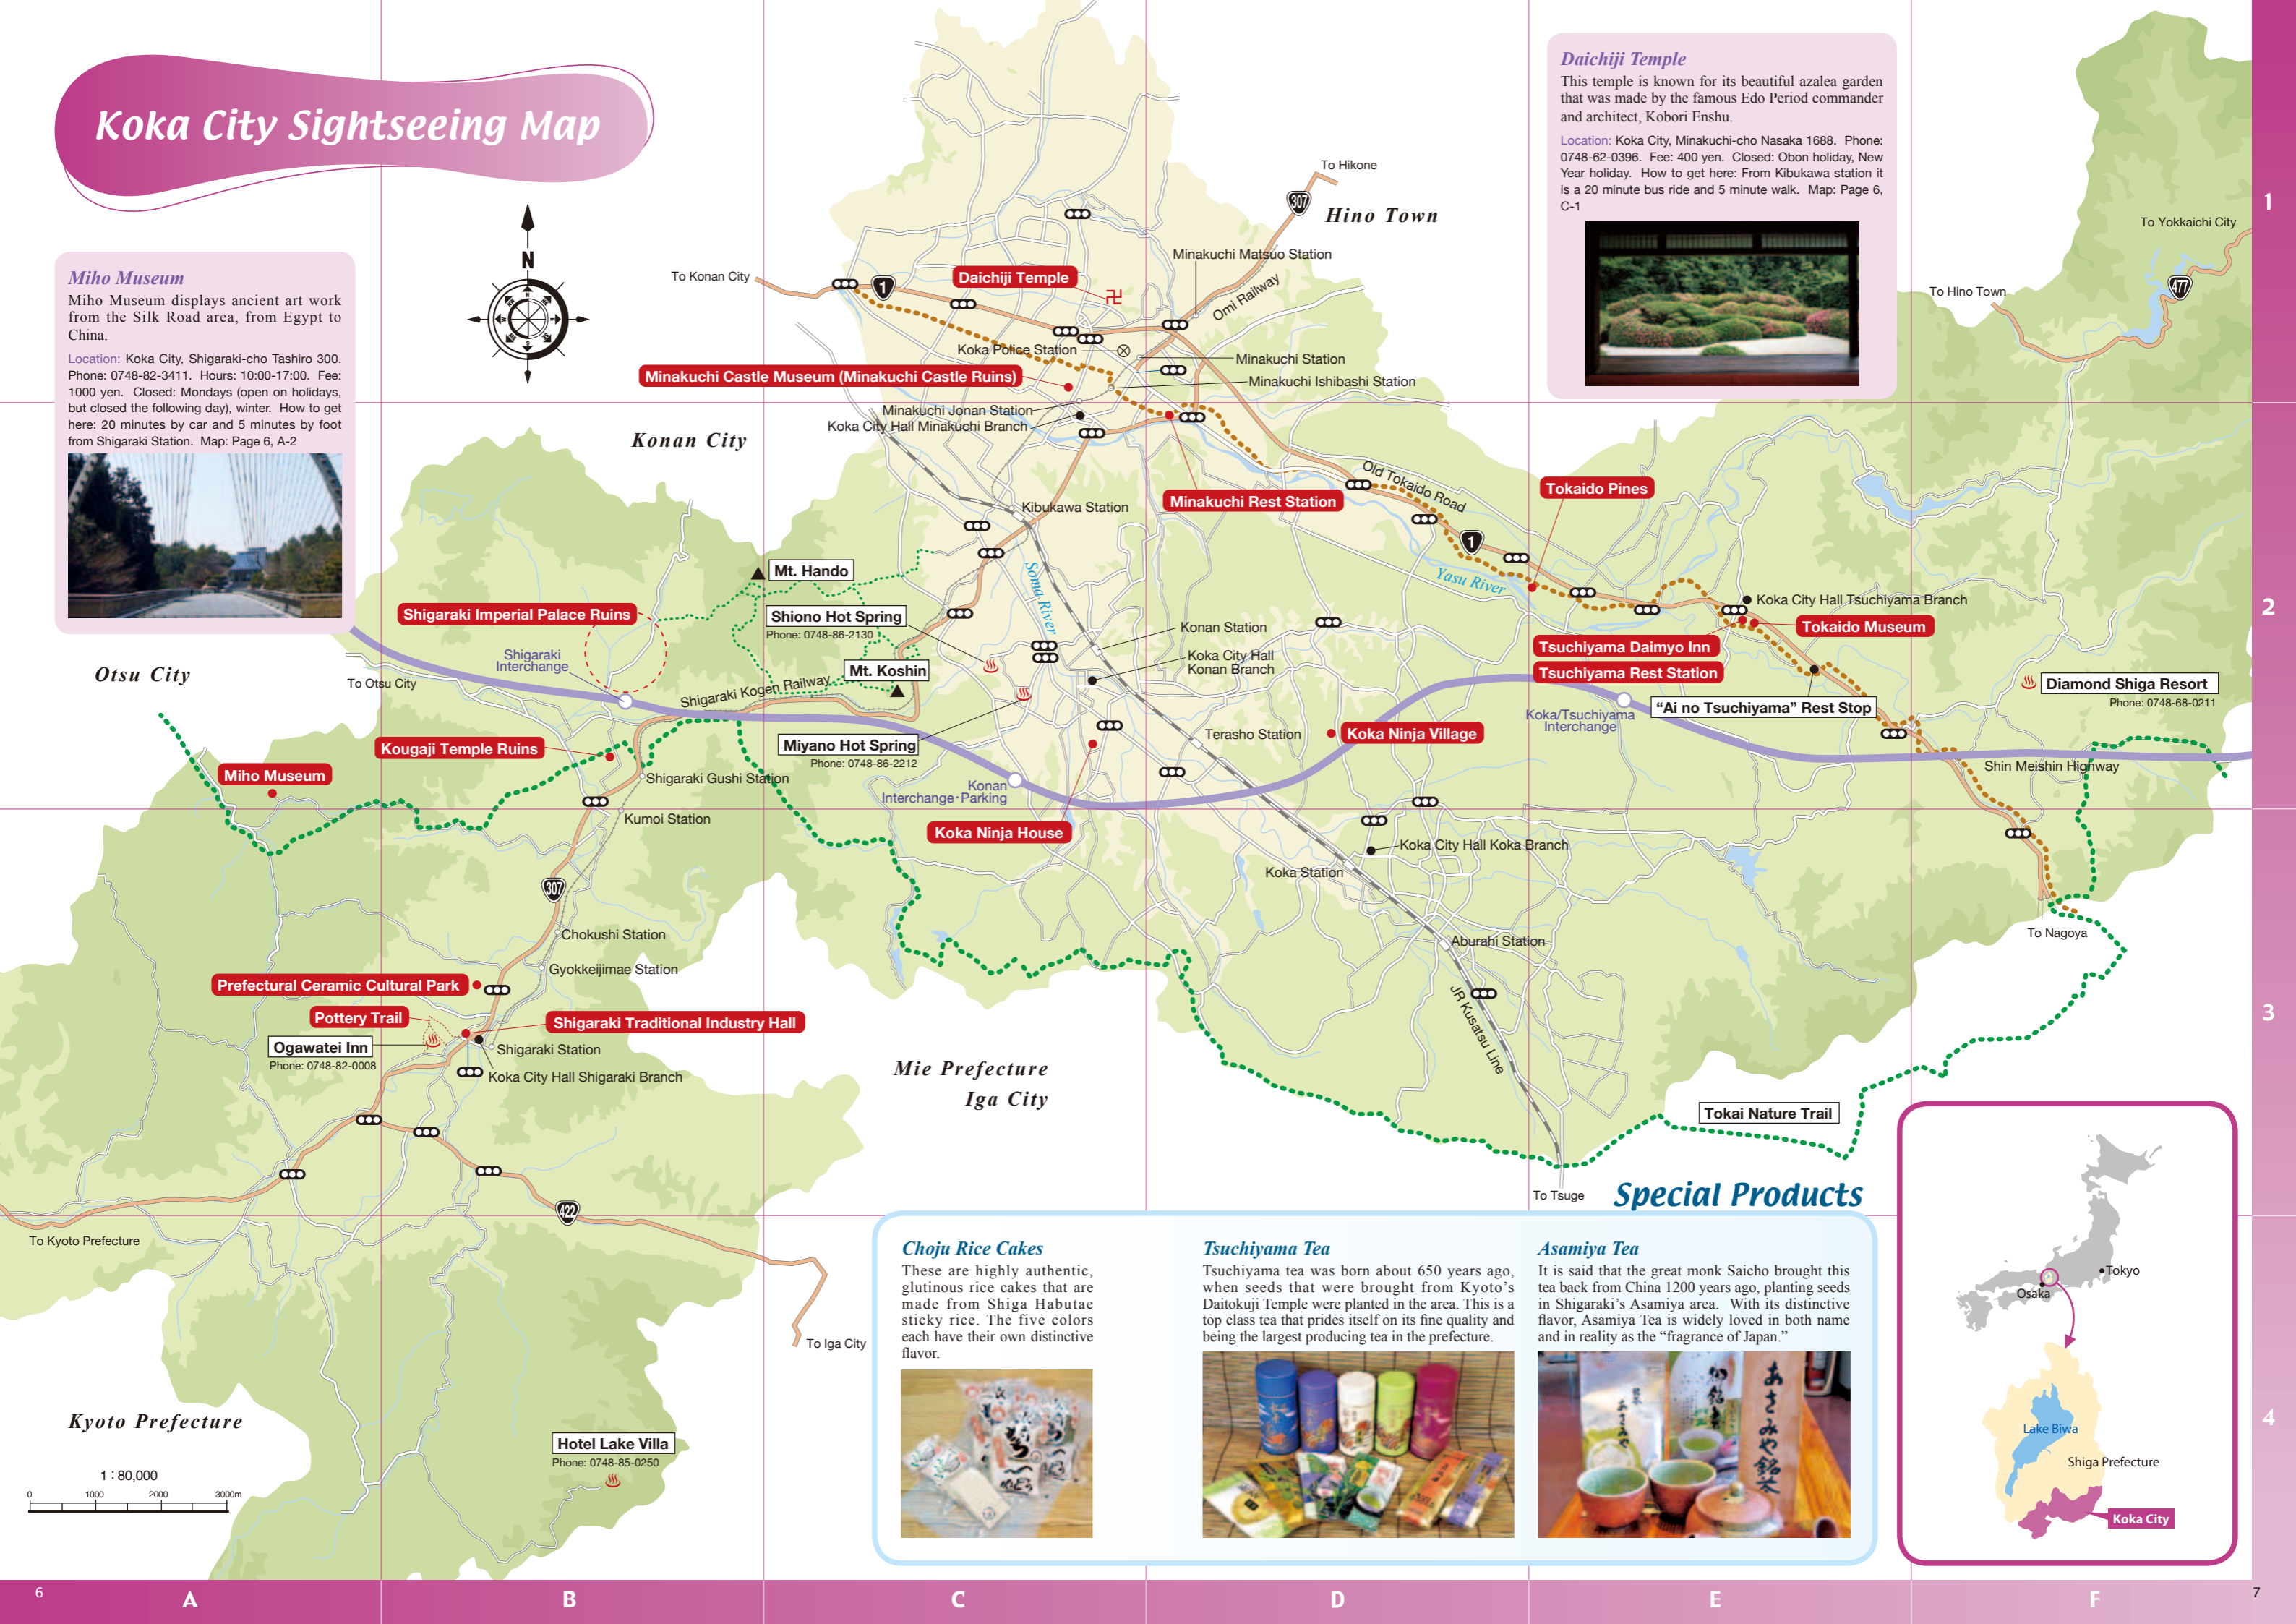 Koka City Sightseeing Map
Miho Museum
Miho Museum displays ancient art work
from the Silk Road area, from Egypt to
China.
Location: Koka City, Shigaraki-cho Tashiro 300.
Phone: 0748-82-3411. Hours: 10:00-17:00. Fee:
1000 yen. Closed: Mondays (open on holidays,
but closed the following day), winter. How to get
here: 20 minutes by car and 5 minutes by foot
from Shigaraki Station. Map: Page 6, A-2
N
Daichiji Temple
This temple is known for its beautiful azalea garden
that was made by the famous Edo Period commander
and architect, Kobori Enshu.
Location: Koka City, Minakuchi-cho Nasaka 1688. Phone:
0748-62-0396. Fee: 400 yen. Closed: Obon holiday, New
Year holiday. How to get here: From Kibukawa station it
is a 20 minute bus ride and 5 minute walk. Map: Page 6,
C-1
To Hikone
307
Hino Town
Minakuchi Matsuo Station
To Konan City
1
Daichiji Temple
Omi Railway
Koka Police Station
Minakuchi Station
Minakuchi Castle Museum (Minakuchi Castle Ruins)
Minakuchi Ishibashi Station
Minakuchi Jonan Station
Koka City Hall Minakuchi Branch
Konan City
To Yokkaichi City
477
To Hino Town
1
Old Tokaido Road
Tokaido Pines
Minakuchi Rest Station
Kibukawa Station
1
Yasu River
Soma River
Mt. Hando
Shigaraki Imperial Palace Ruins
Shiono Hot Spring
Phone: 0748-86-2130
Konan Station
Koka City Hall
Konan Branch
Koka City Hall Tsuchiyama Branch
Tokaido Museum
Tsuchiyama Daimyo Inn
Tsuchiyama Rest Station
2
Otsu City
Shigaraki
Interchange
To Otsu City
Mt. Koshin
Shigaraki Kogen Railway
Diamond Shiga Resort
Phone: 0748-68-0211
“Ai no Tsuchiyama” Rest Stop
Koka/Tsuchiyama
Interchange
Kougaji Temple Ruins
Miyano Hot Spring
Phone: 0748-86-2212
Terasho Station
Koka Ninja Village
Shin Meishin Highway
Miho Museum
Shigaraki Gushi Station
Konan
Interchange・Parking
Kumoi Station
Koka Ninja House
Koka City Hall Koka Branch
Koka Station
307
Chokushi Station
Aburahi Station
To Nagoya
Gyokkeijimae Station
Prefectural Ceramic Cultural Park
JR Kusatsu Line
3
Pottery Trail
Shigaraki Traditional Industry Hall
Ogawatei Inn
Phone: 0748-82-0008
Shigaraki Station
Koka City Hall Shigaraki Branch
Mie Prefecture
Iga City
Tokai Nature Trail
To Tsuge
422
To Kyoto Prefecture
To Iga City
Kyoto Prefecture
Hotel Lake Villa
Phone: 0748-85-0250
1：80,000
0 1000 2000 3000m
Special Products
Choju Rice Cakes
These are highly authentic,
glutinous rice cakes that are
made from Shiga Habutae
sticky rice. The five colors
each have their own distinctive
flavor.
Tsuchiyama Tea
Tsuchiyama tea was born about 650 years ago,
when seeds that were brought from Kyoto’s
Daitokuji Temple were planted in the area. This is a
top class tea that prides itself on its fine quality and
being the largest producing tea in the prefecture.
Asamiya Tea
It is said that the great monk Saicho brought this
tea back from China 1200 years ago, planting seeds
in Shigaraki’s Asamiya area. With its distinctive
flavor, Asamiya Tea is widely loved in both name
and in reality as the “fragrance of Japan.”
あさみや銘茶
Tokyo
Osaka
Lake Biwa
Shiga Prefecture
Koka City
4
6
A
B
C
D
E
F
7